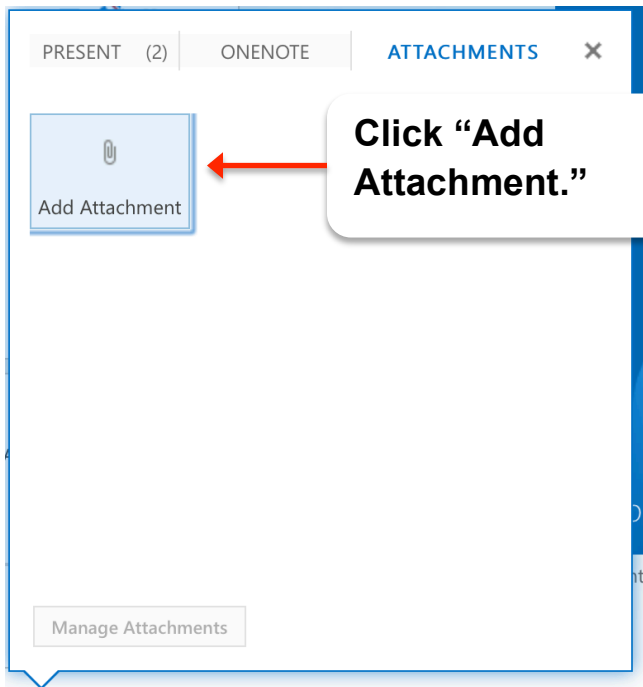 PRESENT (2) ONENOTE ATTACHMENTS
Click “Add
Attachment.”
Add Attachment
Manage Attachments